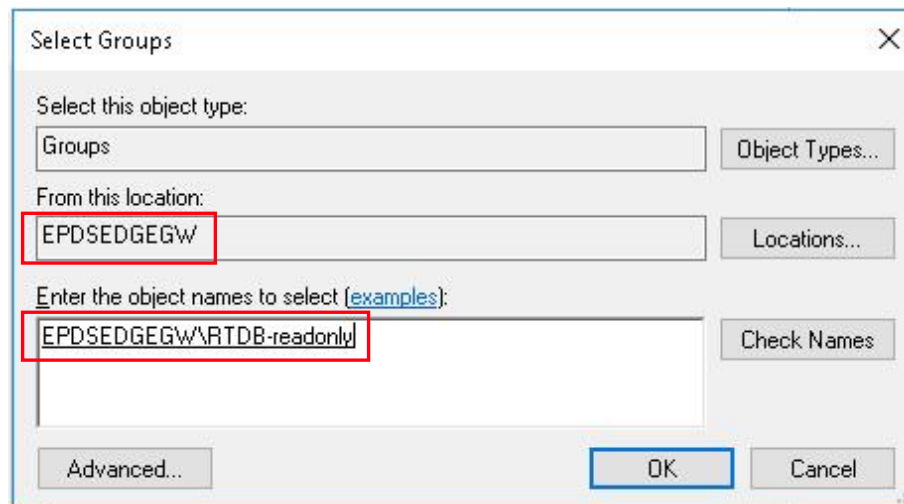 Select Groups
Select this object type:
Groups
Object Types...
From this location:
EPDSEDGEGW
Locations...
Enter the object names to select (examples):
EPDSEDGEGW\RTDB-readonly
Check Names
Advanced...
OK
Cancel